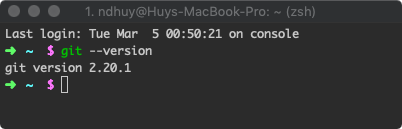 1. ndhuy@Huys-MacBook-Pro: ~ (zsh)
Last login: Tue Mar  5 00:50:21 on console
➜ ~ $ git --version
git version 2.20.1
➜ ~ $